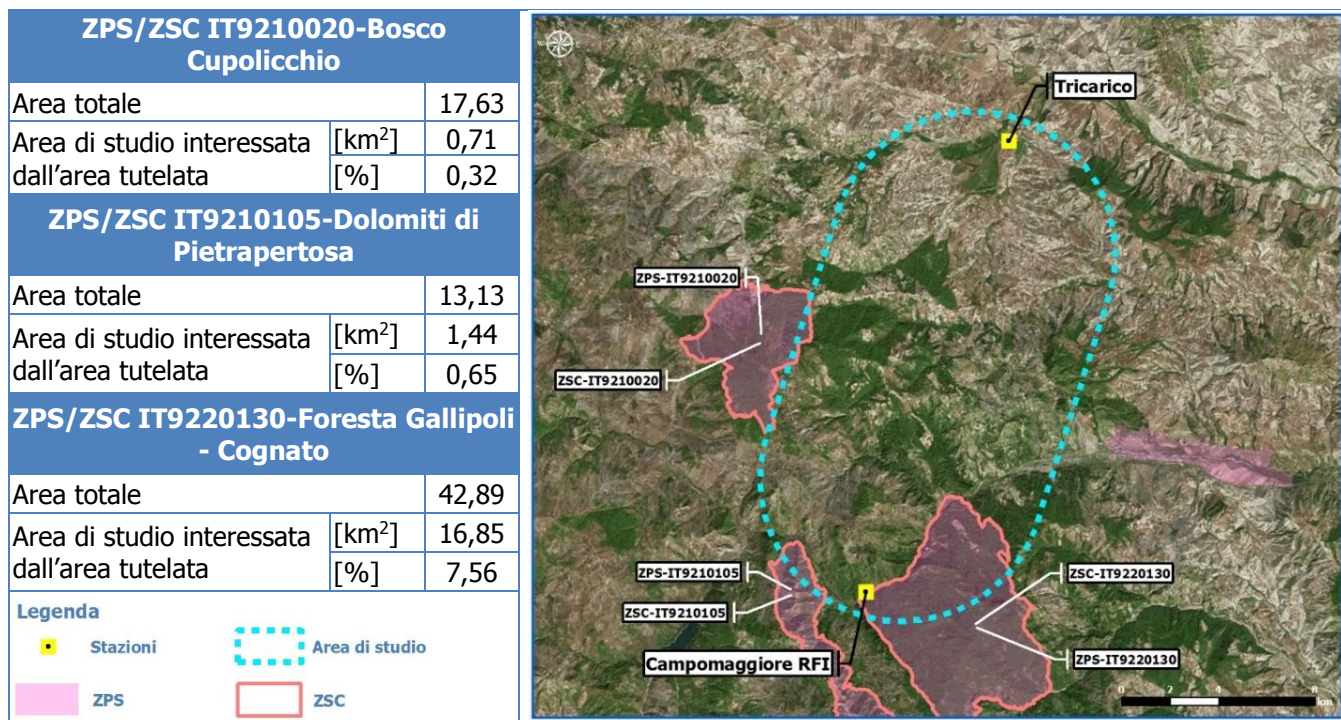 ZPS/ZSC IT9210020-Bosco
Cupolicchio
Area totale 17,63
Area di studio interessata [km²] 0,71
dall'area tutelata [%] 0,32
ZPS/ZSC IT9210105-Dolomiti di
Pietrapertosa
Area totale 13,13
Area di studio interessata [km²] 1,44
dall'area tutelata [%] 0,65
ZPS/ZSC IT9220130-Foresta Gallipoli
- Cognato
Area totale 42,89
Area di studio interessata [km²] 16,85
dall'area tutelata [%] 7,56
Legenda
Stazioni
Area di studio
ZPS
ZSC
Tricarico
ZPS-IT9210020
ZSC-IT9210020
ZPS-IT9210105
ZSC-IT9220130
ZSC-IT9210105
Campomaggiore RFI
ZPS-IT9220130
0 2 4 8
km